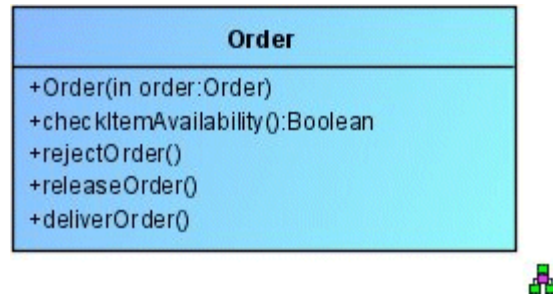 Order
+Order(in order:Order)
+checkItemAvailability():Boolean
+rejectOrder()
+releaseOrder()
+deliverOrder()